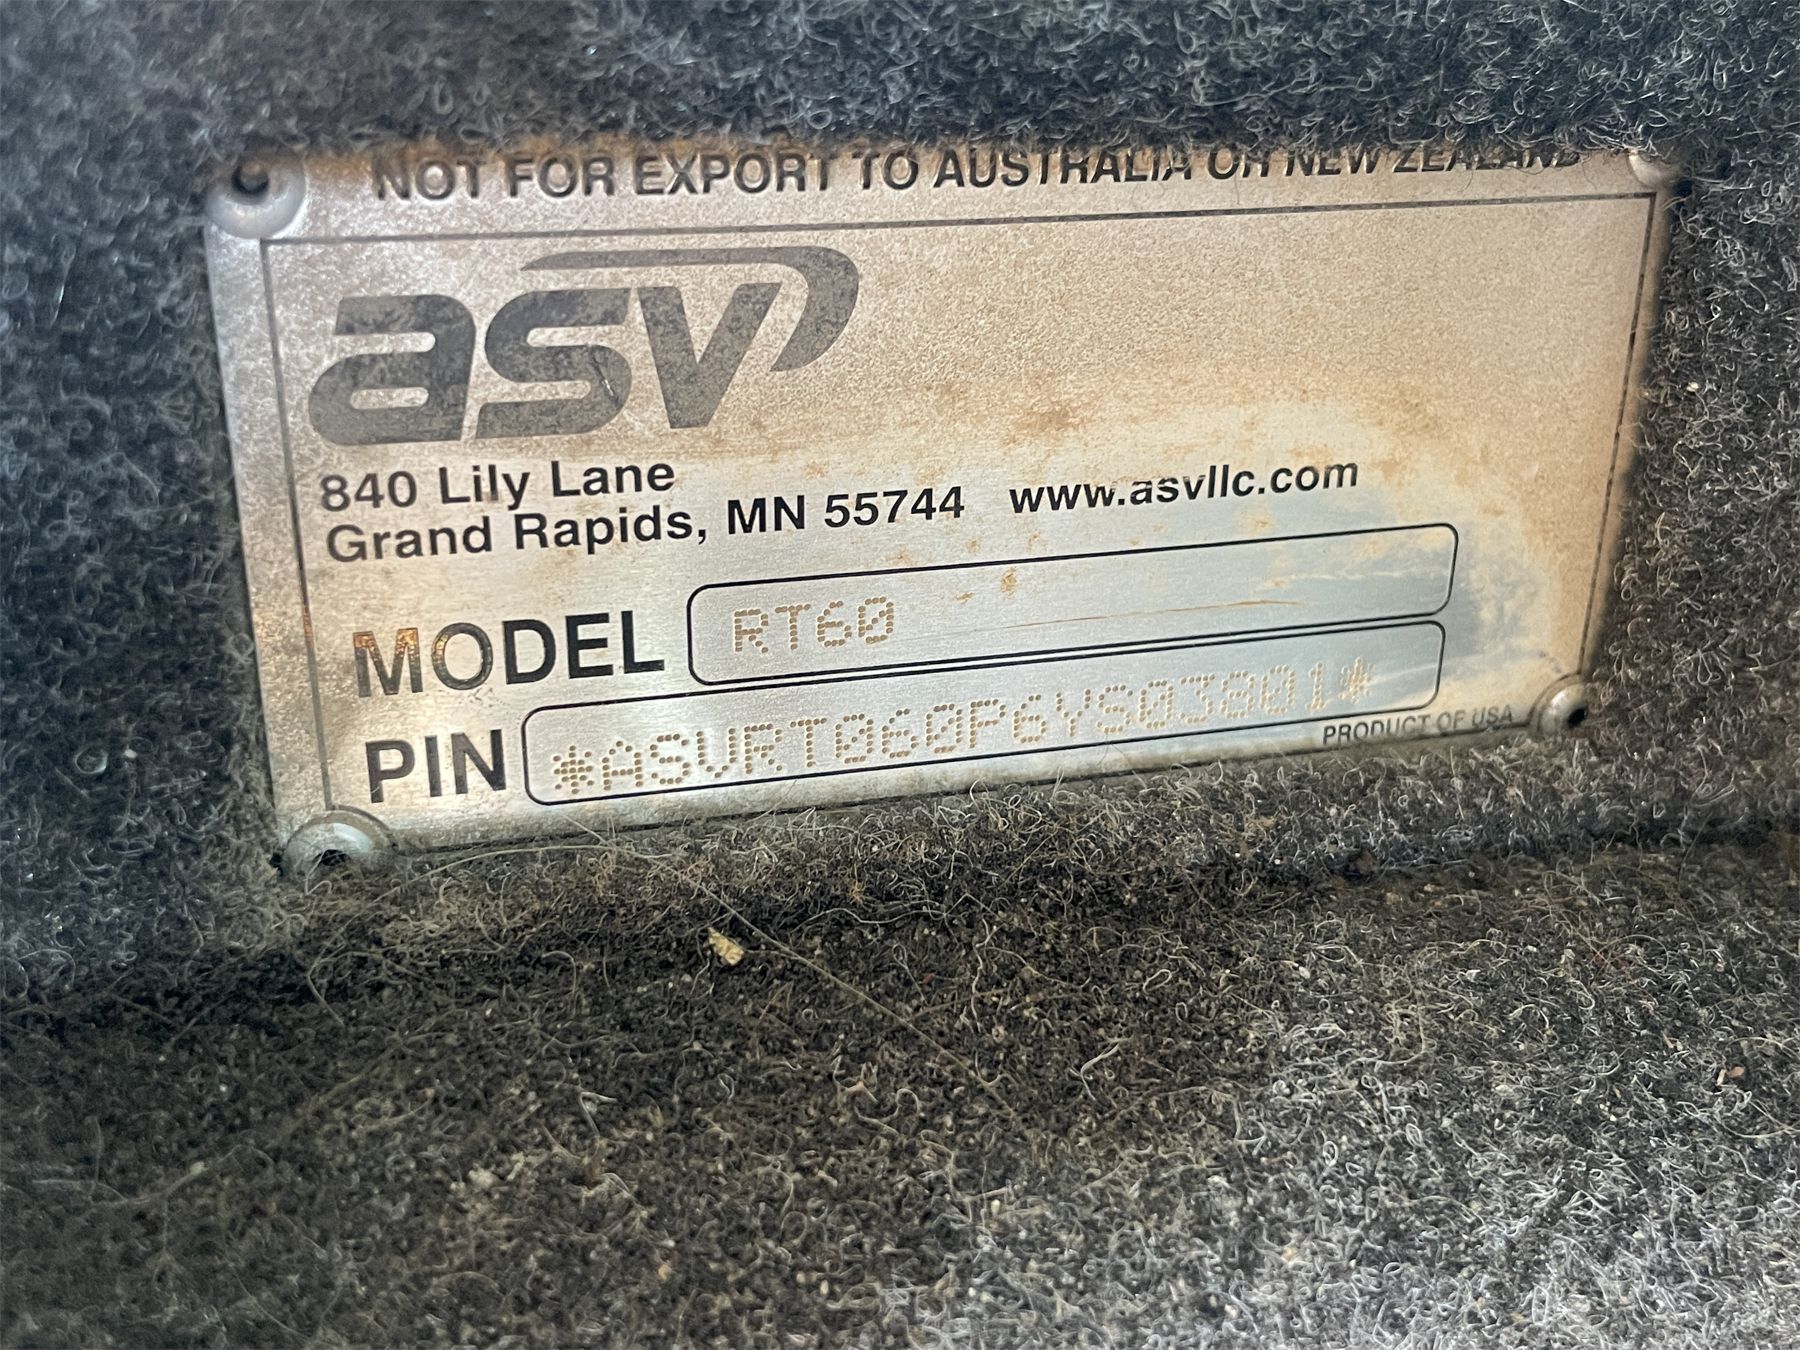 NOT FOR EXPORT TO AUSTRALIA OR NEW ZEALAND
asv
840 Lily Lane
Grand Rapids, MN 55744 www.asvllc.com
MODEL RT60
PIN *ASVRT060P6YS03801*
PRODUCT OF USA